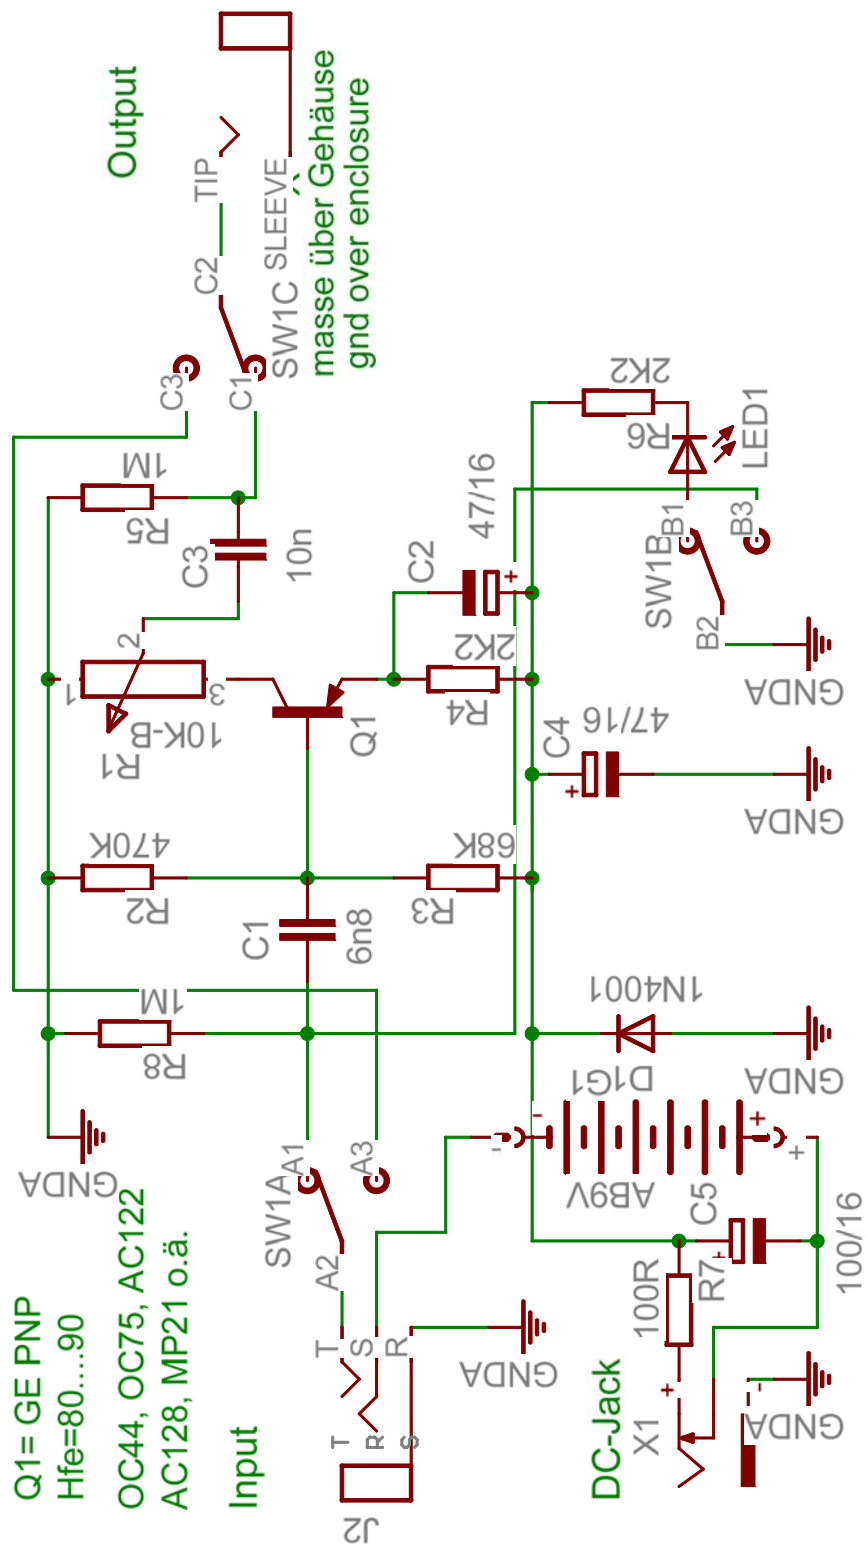 Q1= GE PNP
Hfe=80....90
OC44, OC75, AC122
AC128, MP21 o.ä.
Input
Output
masse über Gehäuse
gnd over enclosure
DC-Jack
J2
T
R
S
T
S
R
GNDA
A2
SW1A
A1
A3
GNDA
R8
1M
C1
6n8
R2
470K
R3
68K
R1
10K-B
1
2
3
Q1
R4
2K2
C2
47/16
+
C3
10n
R5
1M
C3
C1
C2
SW1C
TIP
SLEEVE
X1
+
-
GNDA
100R
R7
C5
+
100/16
AB9V
G1
-
-
+
+
D1
1N4001
GNDA
C4
47/16
+
GNDA
GNDA
B2
SW1B
B1
B3
LED1
R6
2K2